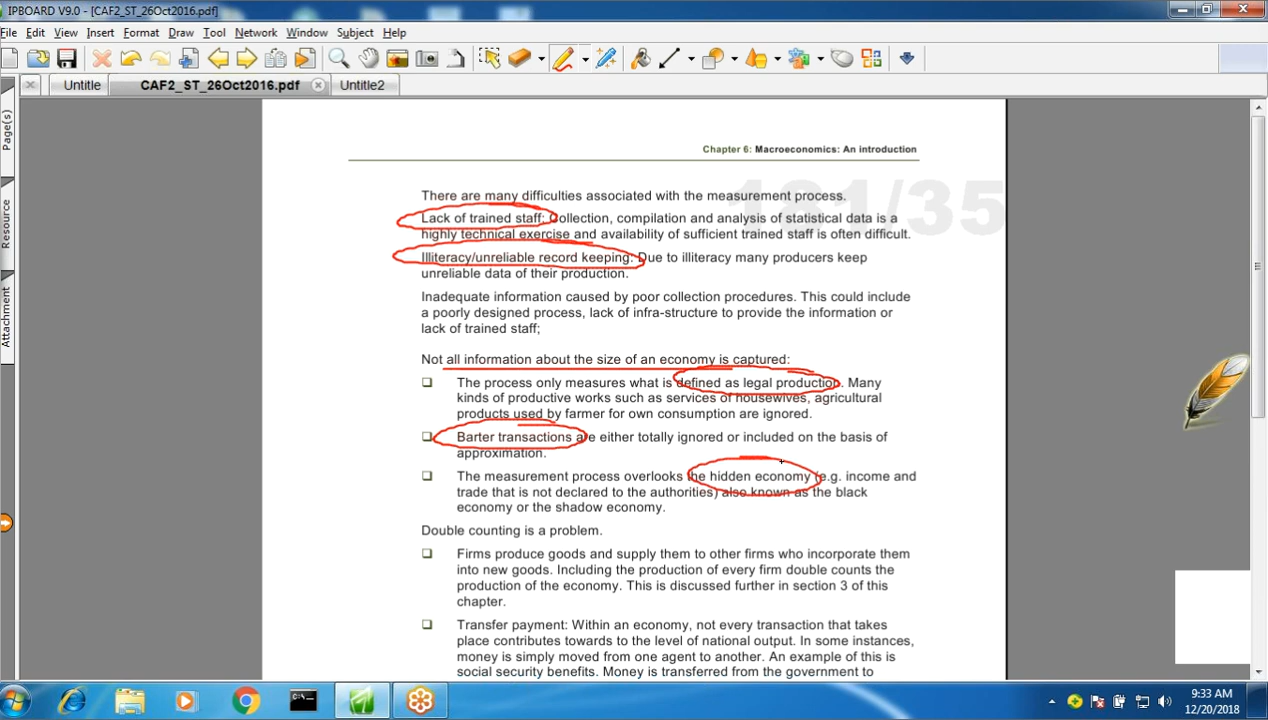 IPBOARD V9.0 - [CAF2_ST_26Oct2016.pdf]
File Edit View Insert Format Draw Tool Network Window Subject Help
Untitle CAF2_ST_26Oct2016.pdf Untitle2
Page(s)
Resource
Attachment
Chapter 6: Macroeconomics: An introduction
181/35
There are many difficulties associated with the measurement process.
Lack of trained staff: Collection, compilation and analysis of statistical data is a
highly technical exercise and availability of sufficient trained staff is often difficult.
Illiteracy/unreliable record keeping: Due to illiteracy many producers keep
unreliable data of their production.
Inadequate information caused by poor collection procedures. This could include
a poorly designed process, lack of infra-structure to provide the information or
lack of trained staff;
Not all information about the size of an economy is captured:
The process only measures what is defined as legal production. Many
kinds of productive works such as services of housewives, agricultural
products used by farmer for own consumption are ignored.
Barter transactions are either totally ignored or included on the basis of
approximation.
The measurement process overlooks the hidden economy (e.g. income and
trade that is not declared to the authorities) also known as the black
economy or the shadow economy.
Double counting is a problem.
Firms produce goods and supply them to other firms who incorporate them
into new goods. Including the production of every firm double counts the
production of the economy. This is discussed further in section 3 of this
chapter.
Transfer payment: Within an economy, not every transaction that takes
place contributes towards to the level of national output. In some instances,
money is simply moved from one agent to another. An example of this is
social security benefits. Money is transferred from the government to
9:33 AM
12/20/2018